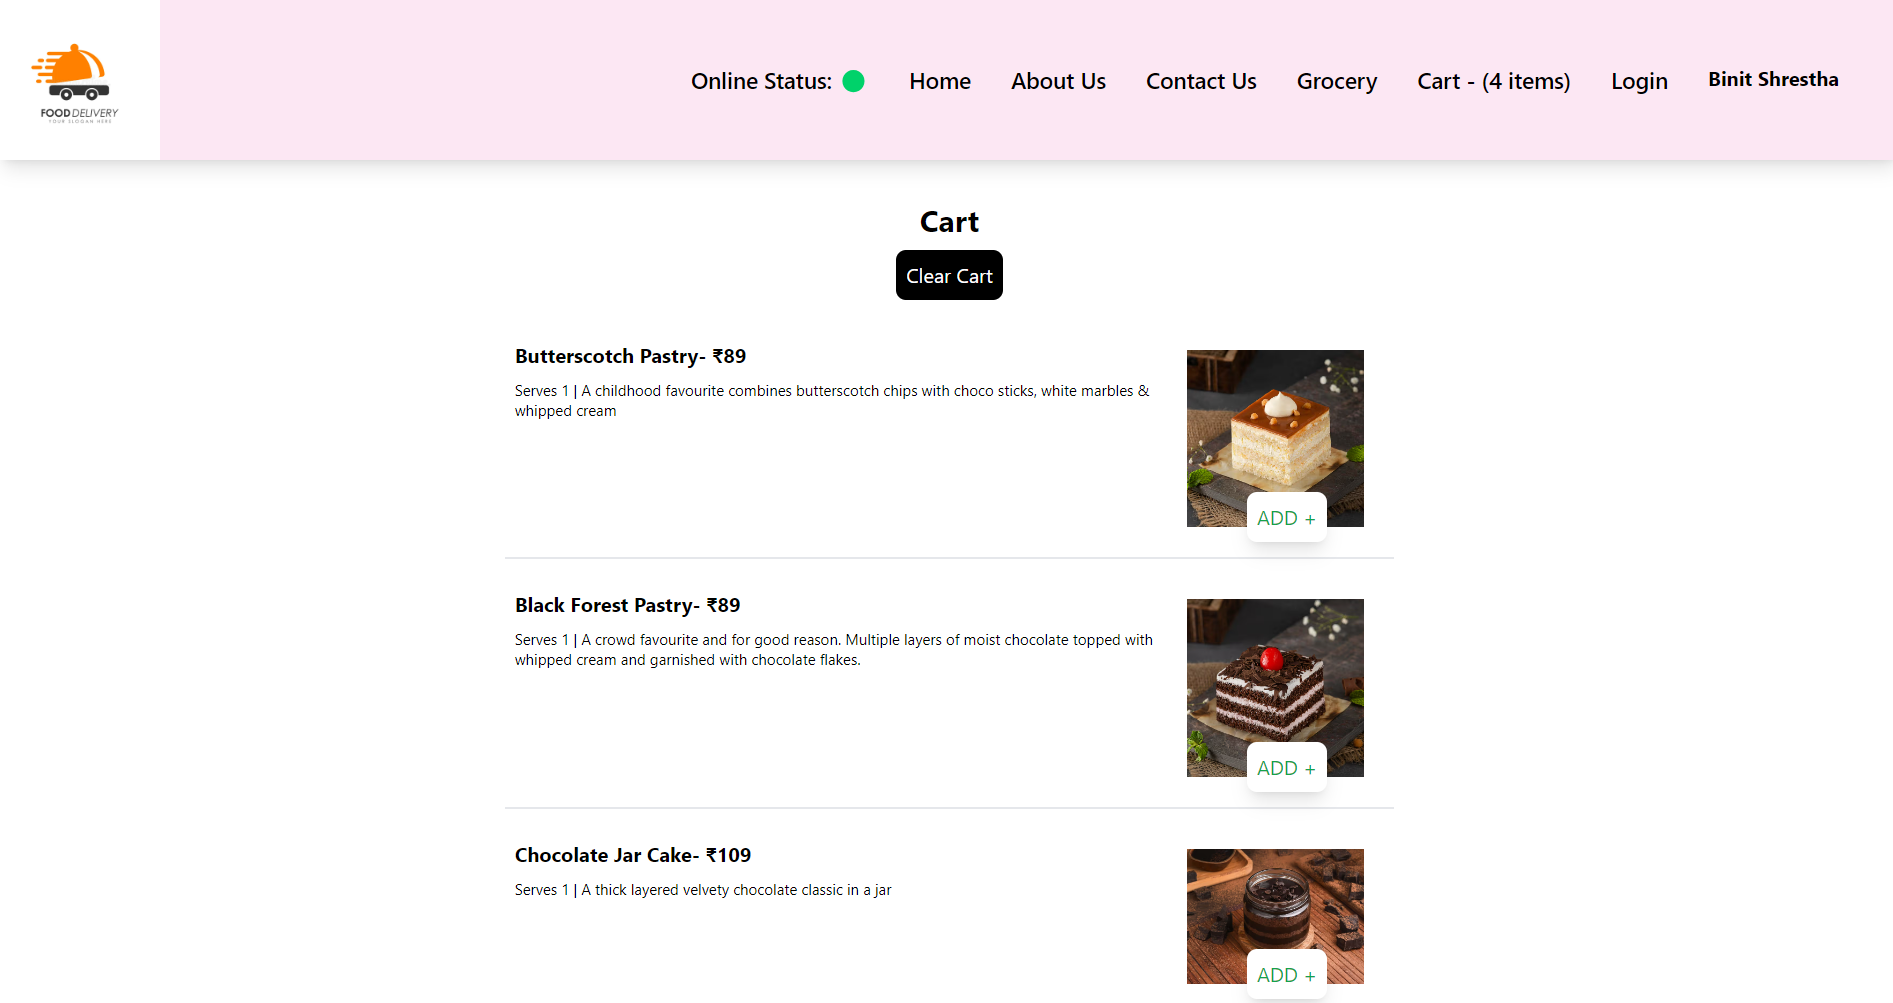 FOOD DELIVERY
YOUR SLOGAN HERE
Online Status:
Home
About Us
Contact Us
Grocery
Cart - (4 items)
Login
Binit Shrestha
Cart
Clear Cart
Butterscotch Pastry- ₹89
Serves 1 | A childhood favourite combines butterscotch chips with choco sticks, white marbles &
whipped cream
ADD +
Black Forest Pastry- ₹89
Serves 1 | A crowd favourite and for good reason. Multiple layers of moist chocolate topped with
whipped cream and garnished with chocolate flakes.
ADD +
Chocolate Jar Cake- ₹109
Serves 1 | A thick layered velvety chocolate classic in a jar
ADD +